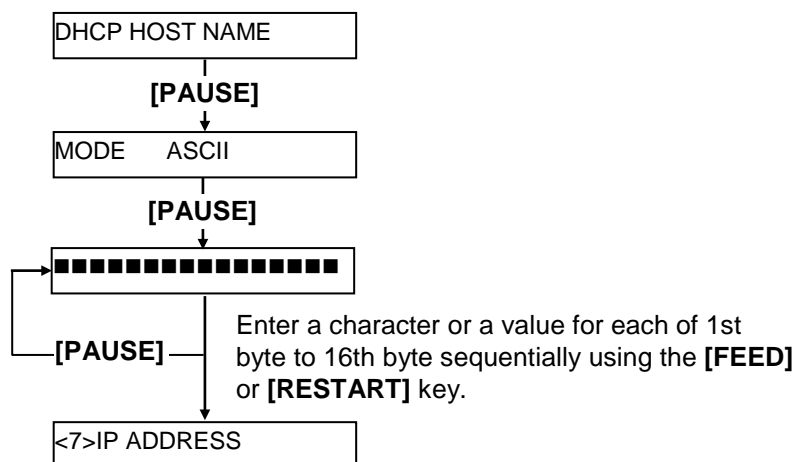 DHCP HOST NAME
[PAUSE]
MODE ASCII
[PAUSE]
■■■■■■■■■■■■■■■■
[PAUSE]
Enter a character or a value for each of 1st
byte to 16th byte sequentially using the [FEED]
or [RESTART] key.
<7>IP ADDRESS